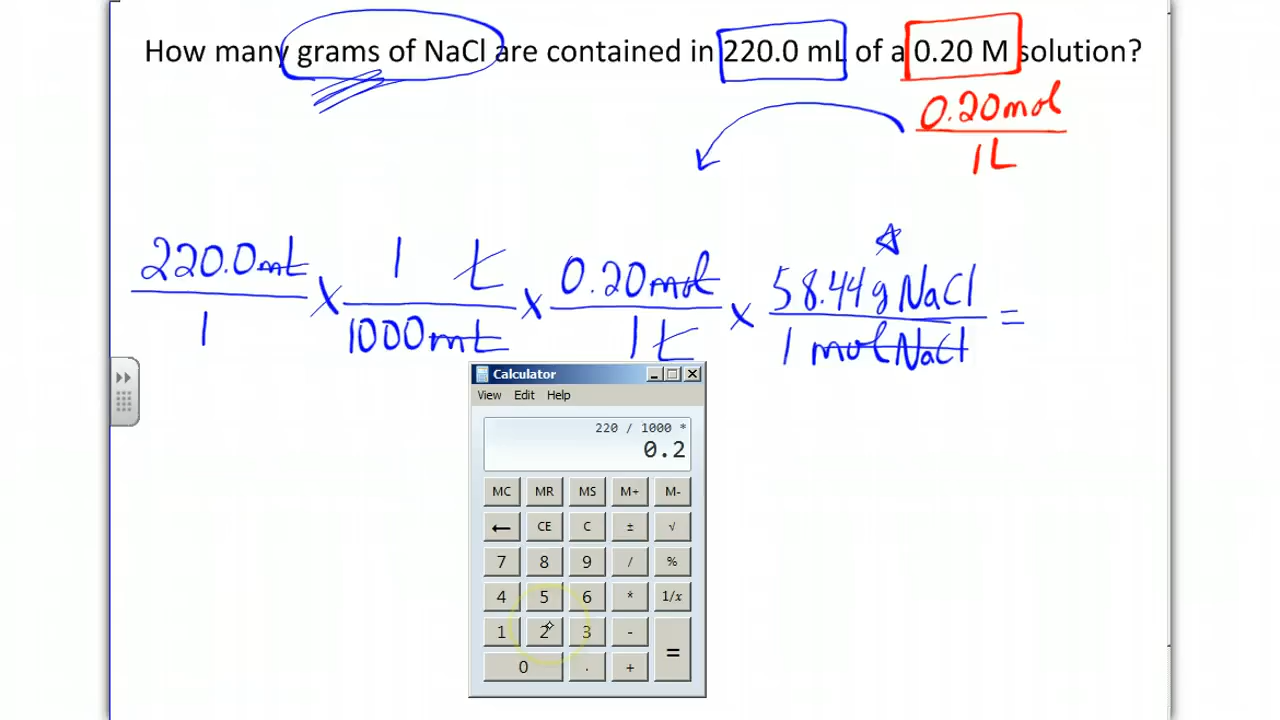 How many grams of NaCl are contained in 220.0 mL of a 0.20 M solution?
0.20mol
1L
220.0mL × 1 L × 0.20mol × 58.44g NaCl =
1 1000mL 1L 1 mol NaCl
Calculator
View Edit Help
220 / 1000 *
0.2
MC MR MS M+ M-
← CE C ± √
7 8 9 / %
4 5 6 * 1/x
1 2 3 - =
0 . +